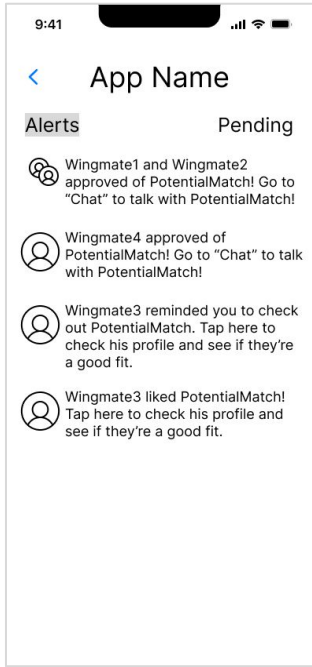 9:41
App Name
Alerts
Pending
Wingmate1 and Wingmate2
approved of PotentialMatch! Go to
“Chat” to talk with PotentialMatch!
Wingmate4 approved of
PotentialMatch! Go to “Chat” to talk
with PotentialMatch!
Wingmate3 reminded you to check
out PotentialMatch. Tap here to
check his profile and see if they’re
a good fit.
Wingmate3 liked PotentialMatch!
Tap here to check his profile and
see if they’re a good fit.